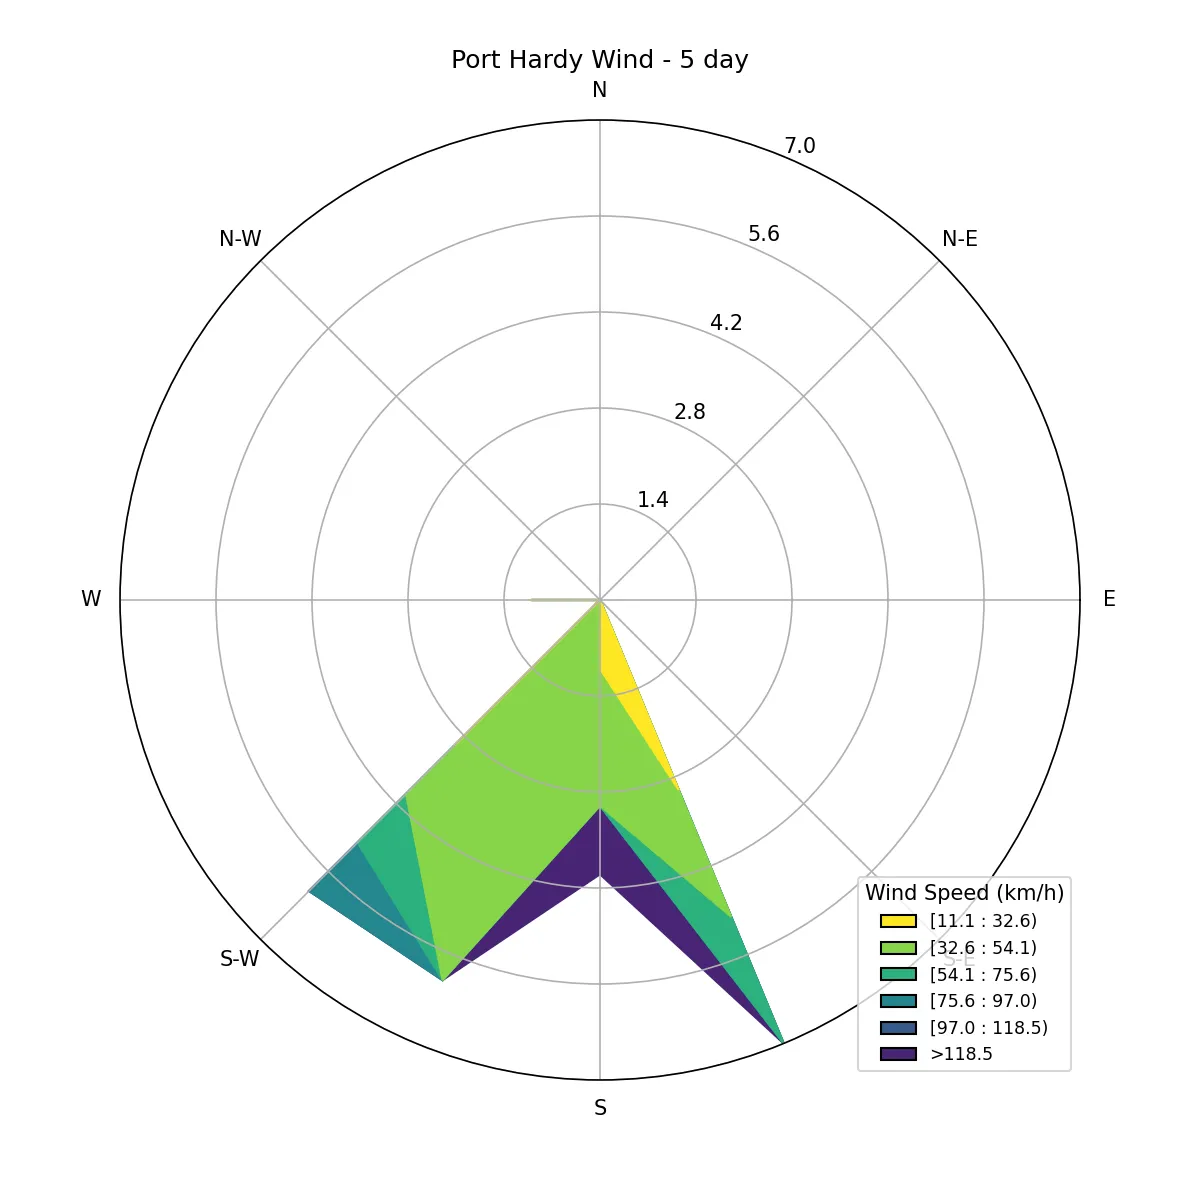 Port Hardy Wind - 5 day
N
7.0
N-W
5.6
N-E
4.2
2.8
1.4
W
E
S-W
S-E
Wind Speed (km/h)
[11.1 : 32.6)
[32.6 : 54.1)
[54.1 : 75.6)
[75.6 : 97.0)
[97.0 : 118.5)
>118.5
S